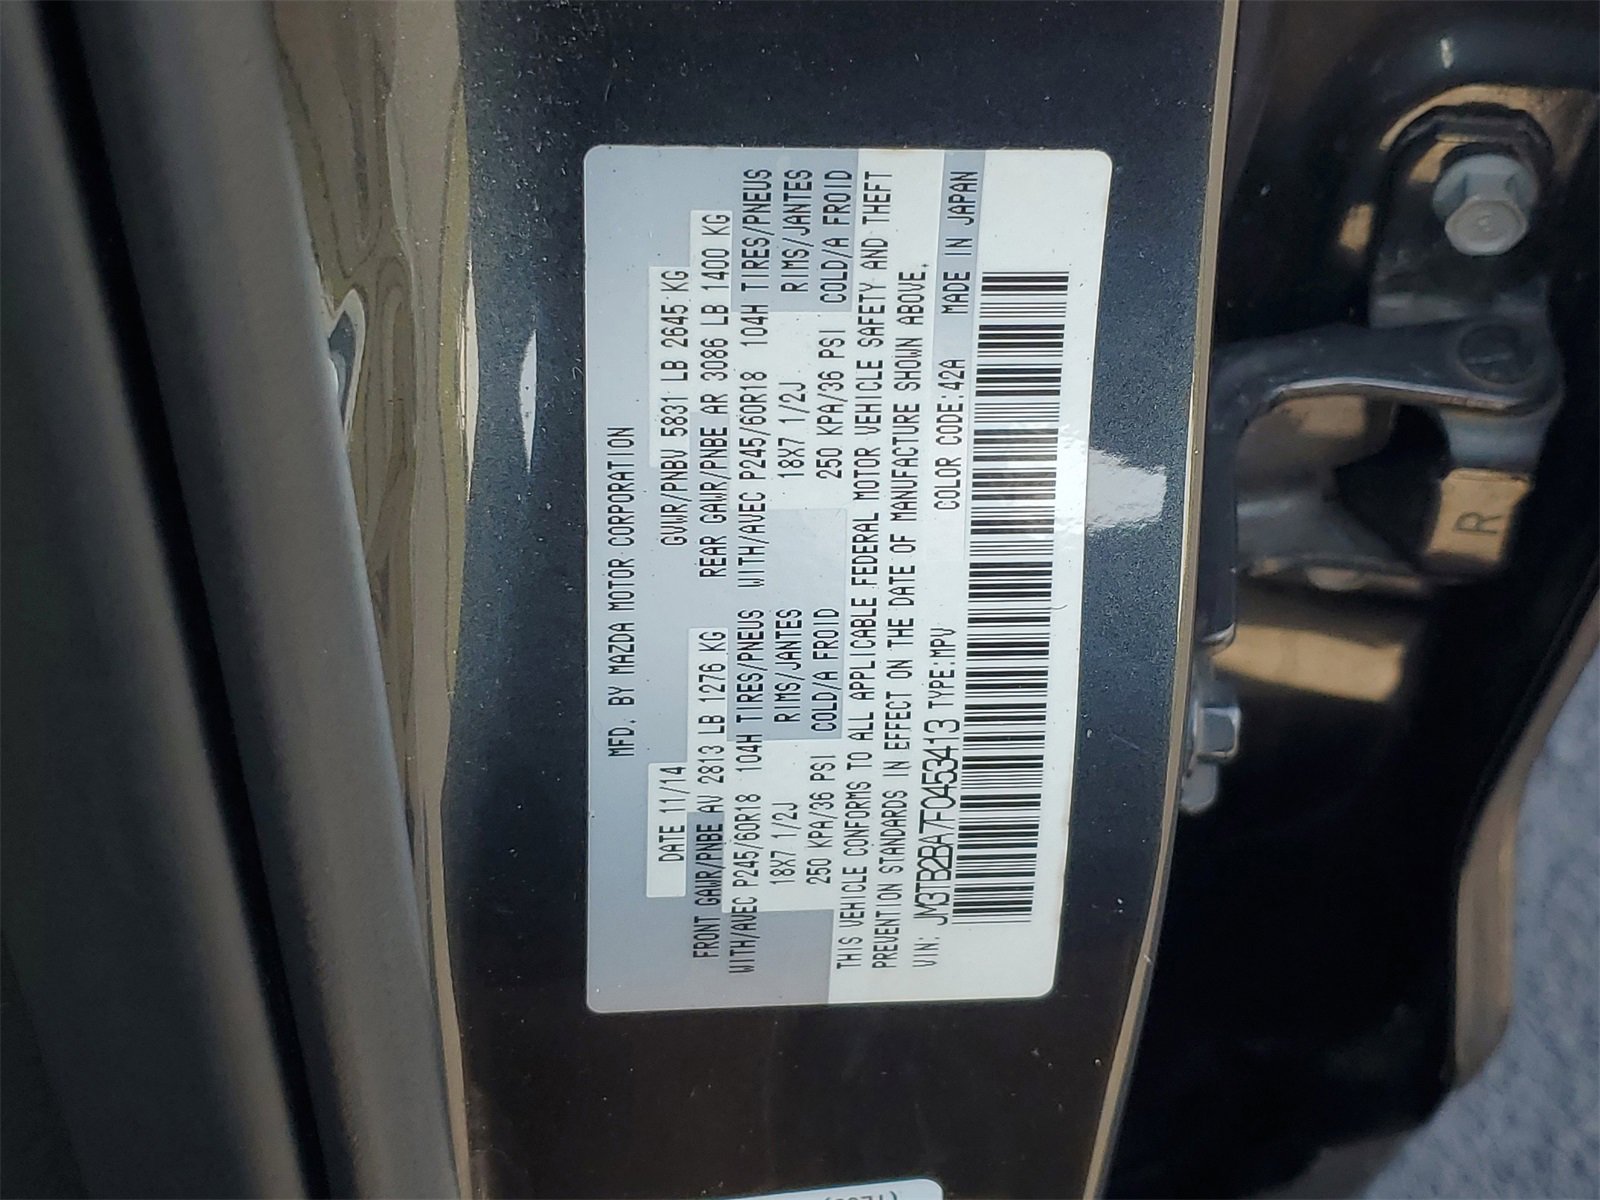 MFD. BY MAZDA MOTOR CORPORATION
DATE 11/14 GVWR/PNBV 5831 LB 2645 KG
FRONT GAWR/PNBE AV 2813 LB 1276 KG REAR GAWR/PNBE AR 3086 LB 1400 KG
WITH/AVEC P245/60R18 104H TIRES/PNEUS WITH/AVEC P245/60R18 104H TIRES/PNEUS
18X7 1/2J RIMS/JANTES 18X7 1/2J RIMS/JANTES
250 KPA/36 PSI COLD/A FROID 250 KPA/36 PSI COLD/A FROID
THIS VEHICLE CONFORMS TO ALL APPLICABLE FEDERAL MOTOR VEHICLE SAFETY AND THEFT
PREVENTION STANDARDS IN EFFECT ON THE DATE OF MANUFACTURE SHOWN ABOVE.
VIN: JM3TB2BA7F0453413 TYPE:MPV COLOR CODE:42A MADE IN JAPAN
R